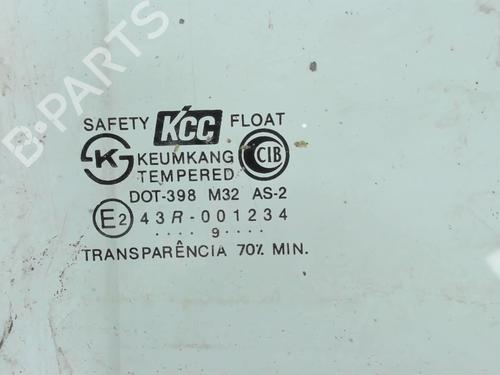 B-PARTS
SAFETY KCC FLOAT
K KEUMKANG CIB
TEMPERED
DOT-398 M32 AS-2
E2 43R-001234
.... 9 ....
TRANSPARÊNCIA 70% MIN.